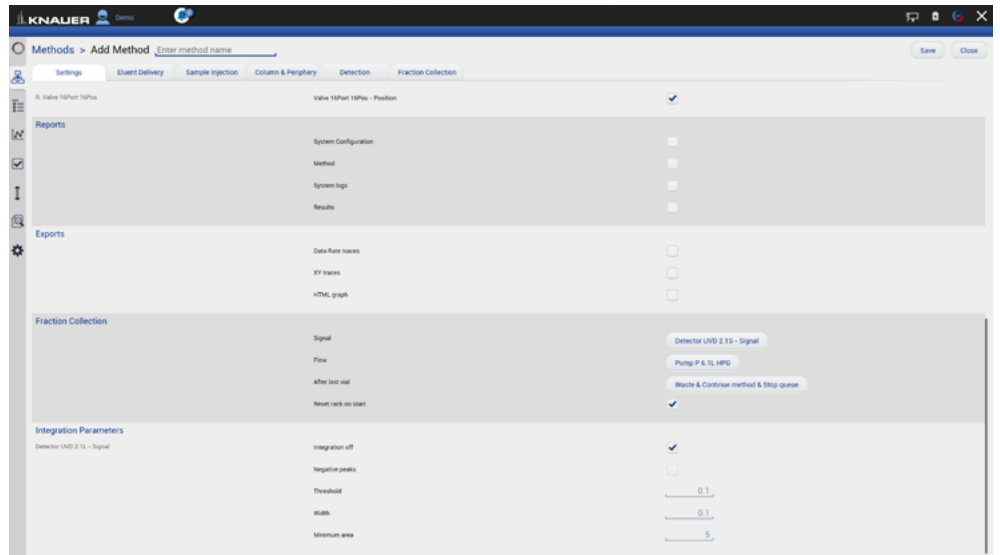 KNAUER Demo
Methods > Add Method Enter method name Save Close
Settings Eluent Delivery Sample Injection Column & Periphery Detection Fraction Collection
R. Valve 16Port 16Pos Valve 16Port 16Pos - Position
Reports
System Configuration
Method
System logs
Results
Exports
Data Rate traces
XY traces
HTML graph
Fraction Collection
Signal Detector UVD 2.1S - Signal
Flow Pump P 6.1L HPG
After last vial Waste & Continue method & Stop queue
Reset rack on start
Integration Parameters
Detector UVD 2.1L - Signal Integration off
Negative peaks
Threshold 0.1
Width 0.1
Minimum area 5